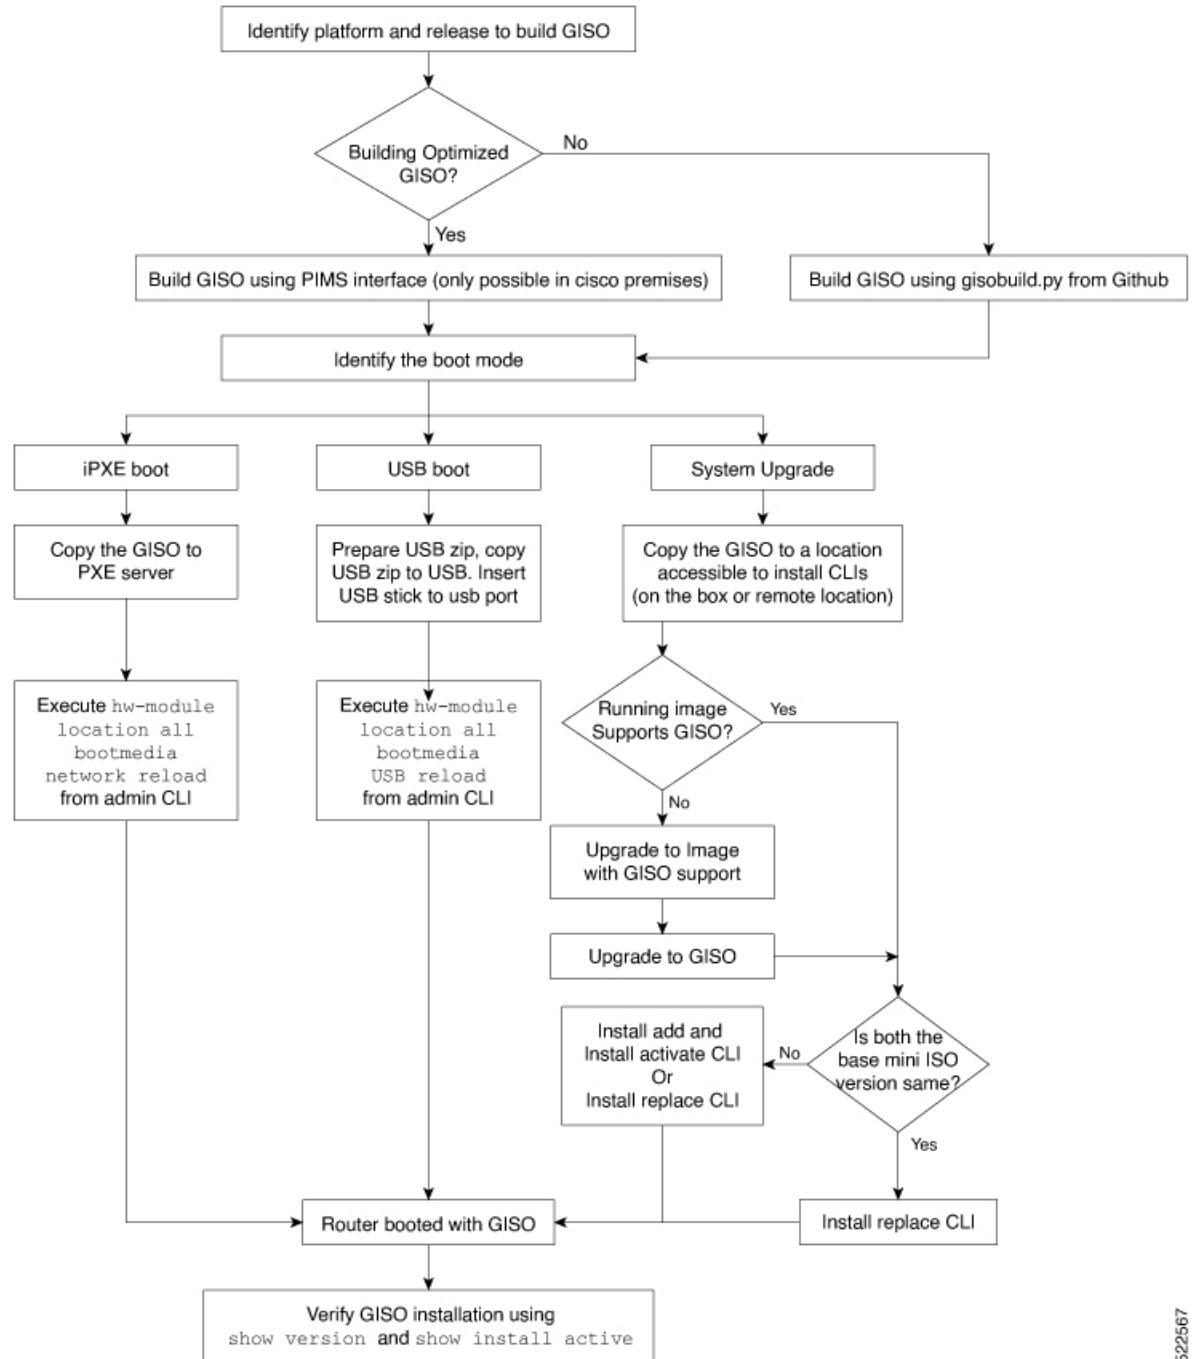 Identify platform and release to build GISO
Building Optimized
GISO?
No
Yes
Build GISO using PIMS interface (only possible in cisco premises)
Build GISO using gisobuild.py from Github
Identify the boot mode
iPXE boot
USB boot
System Upgrade
Copy the GISO to
PXE server
Prepare USB zip, copy
USB zip to USB. Insert
USB stick to usb port
Copy the GISO to a location
accessible to install CLIs
(on the box or remote location)
Execute hw-module
location all
bootmedia
network reload
from admin CLI
Execute hw-module
location all
bootmedia
USB reload
from admin CLI
Running image
Supports GISO?
Yes
No
Upgrade to Image
with GISO support
Upgrade to GISO
Install add and
Install activate CLI
Or
Install replace CLI
No
Is both the
base mini ISO
version same?
Yes
Router booted with GISO
Install replace CLI
Verify GISO installation using
show version and show install active
522567